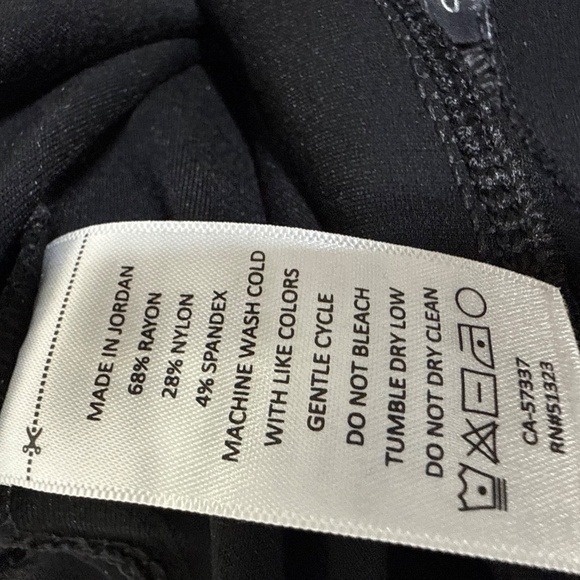 MADE IN JORDAN
68% RAYON
28% NYLON
4% SPANDEX
MACHINE WASH COLD
WITH LIKE COLORS
GENTLE CYCLE
DO NOT BLEACH
TUMBLE DRY LOW
DO NOT DRY CLEAN
CA-57337
RN#51323